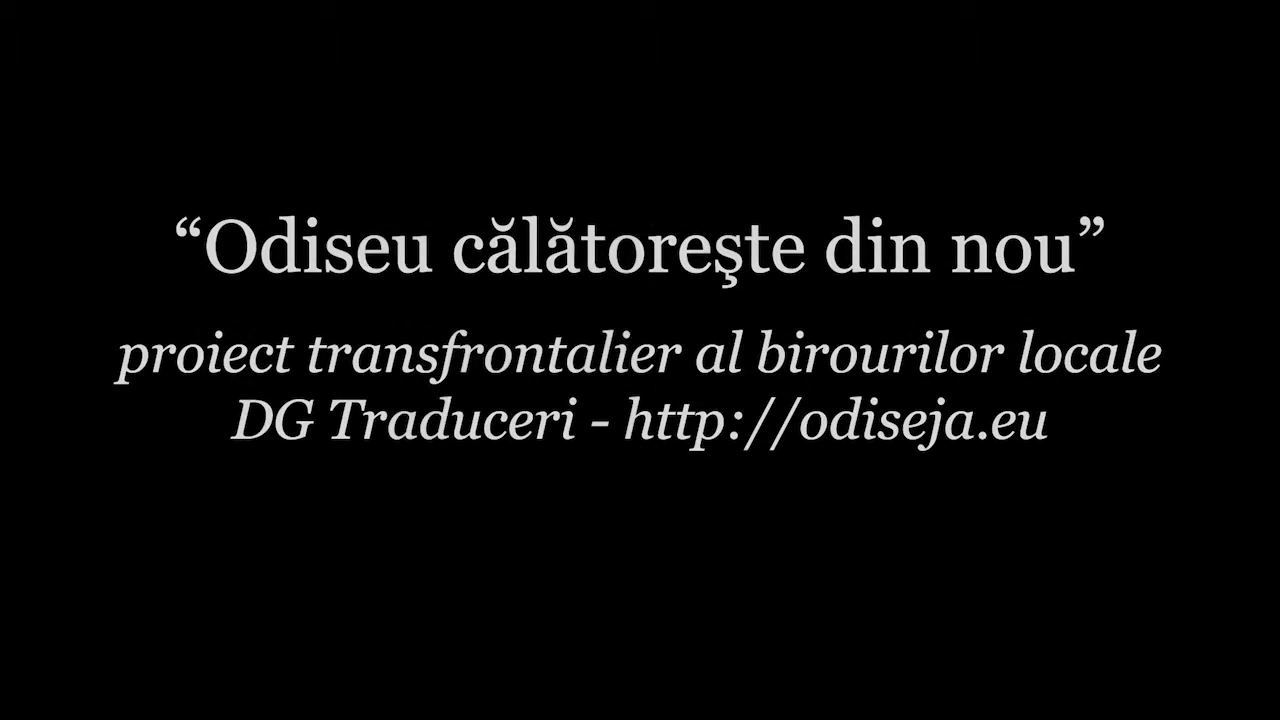 “Odiseu călătoreşte din nou”
proiect transfrontalier al birourilor locale
DG Traduceri - http://odiseja.eu